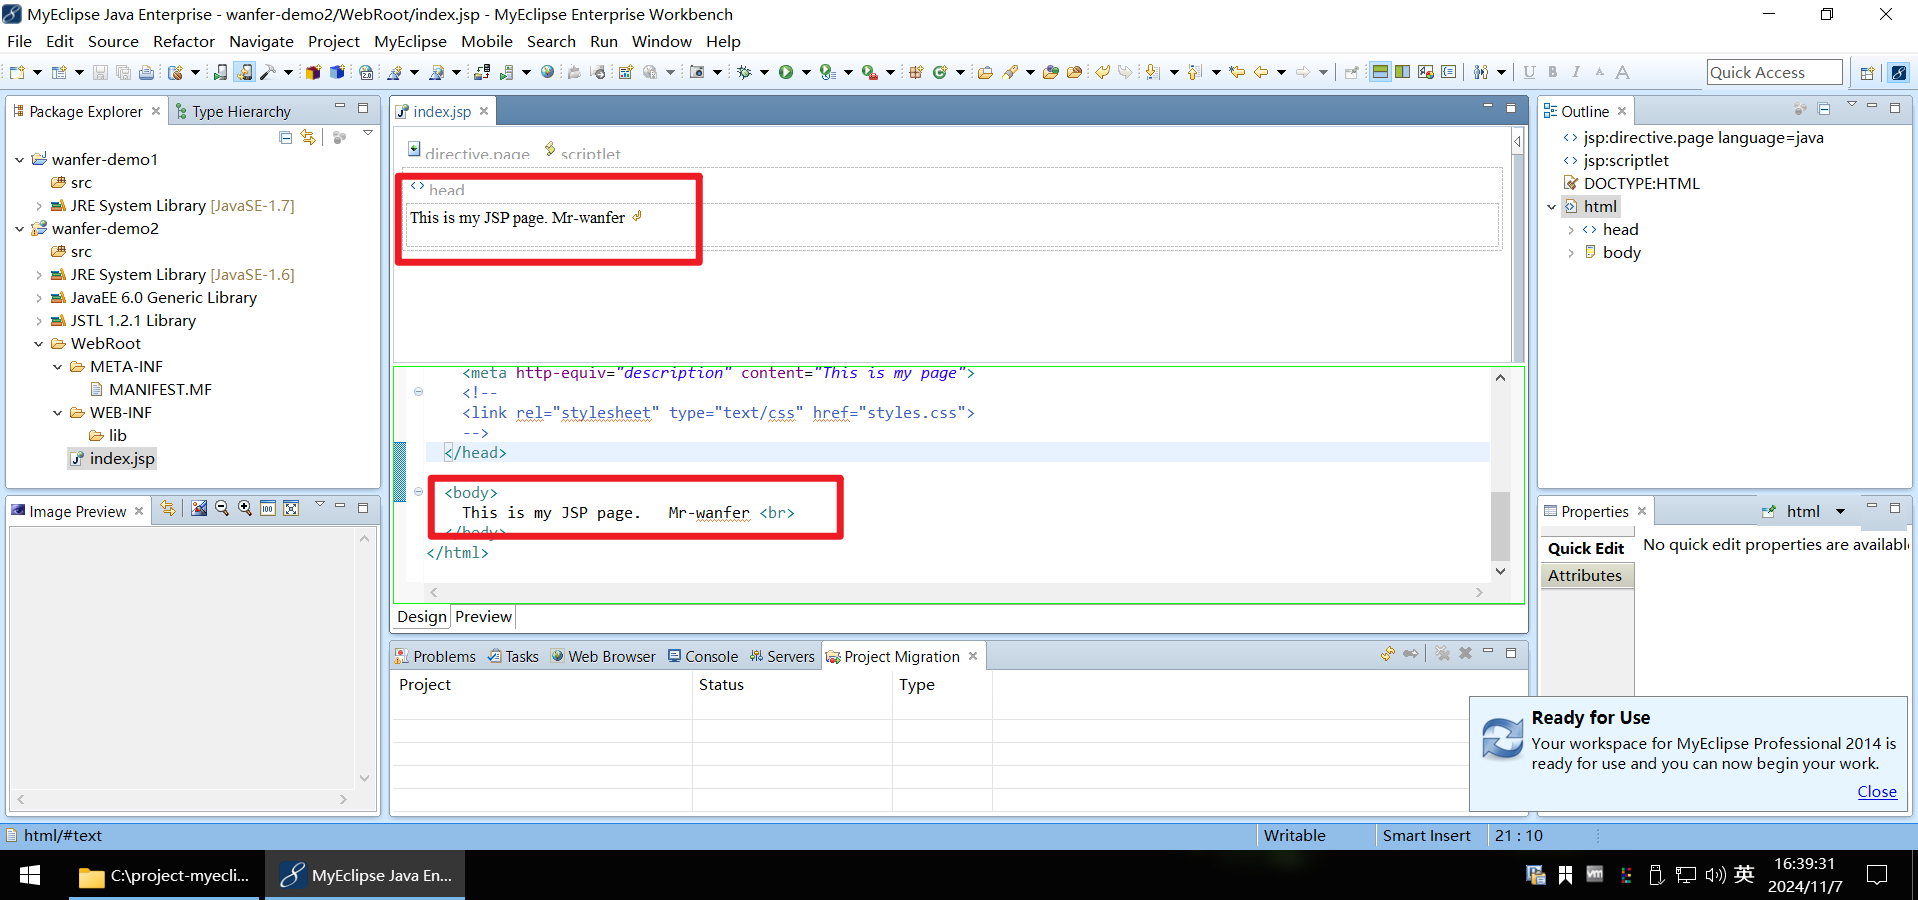 MyEclipse Java Enterprise - wanfer-demo2/WebRoot/index.jsp - MyEclipse Enterprise Workbench
File Edit Source Refactor Navigate Project MyEclipse Mobile Search Run Window Help
Quick Access
Package Explorer
Type Hierarchy
wanfer-demo1
src
JRE System Library [JavaSE-1.7]
wanfer-demo2
src
JRE System Library [JavaSE-1.6]
JavaEE 6.0 Generic Library
JSTL 1.2.1 Library
WebRoot
META-INF
MANIFEST.MF
WEB-INF
lib
index.jsp
Image Preview
index.jsp
directive.page scriptlet
head
This is my JSP page. Mr-wanfer
<meta http-equiv="description" content="This is my page">
<!--
<link rel="stylesheet" type="text/css" href="styles.css">
-->
</head>
<body>
This is my JSP page.   Mr-wanfer <br>
</body>
</html>
Design Preview
Problems Tasks Web Browser Console Servers Project Migration
Project Status Type
Outline
jsp:directive.page language=java
jsp:scriptlet
DOCTYPE:HTML
html
head
body
Properties
html
Quick Edit
No quick edit properties are availabl
Attributes
Ready for Use
Your workspace for MyEclipse Professional 2014 is
ready for use and you can now begin your work.
Close
html/#text
Writable
Smart Insert
21 : 10
C:\project-myecli...
MyEclipse Java En...
英
16:39:31
2024/11/7